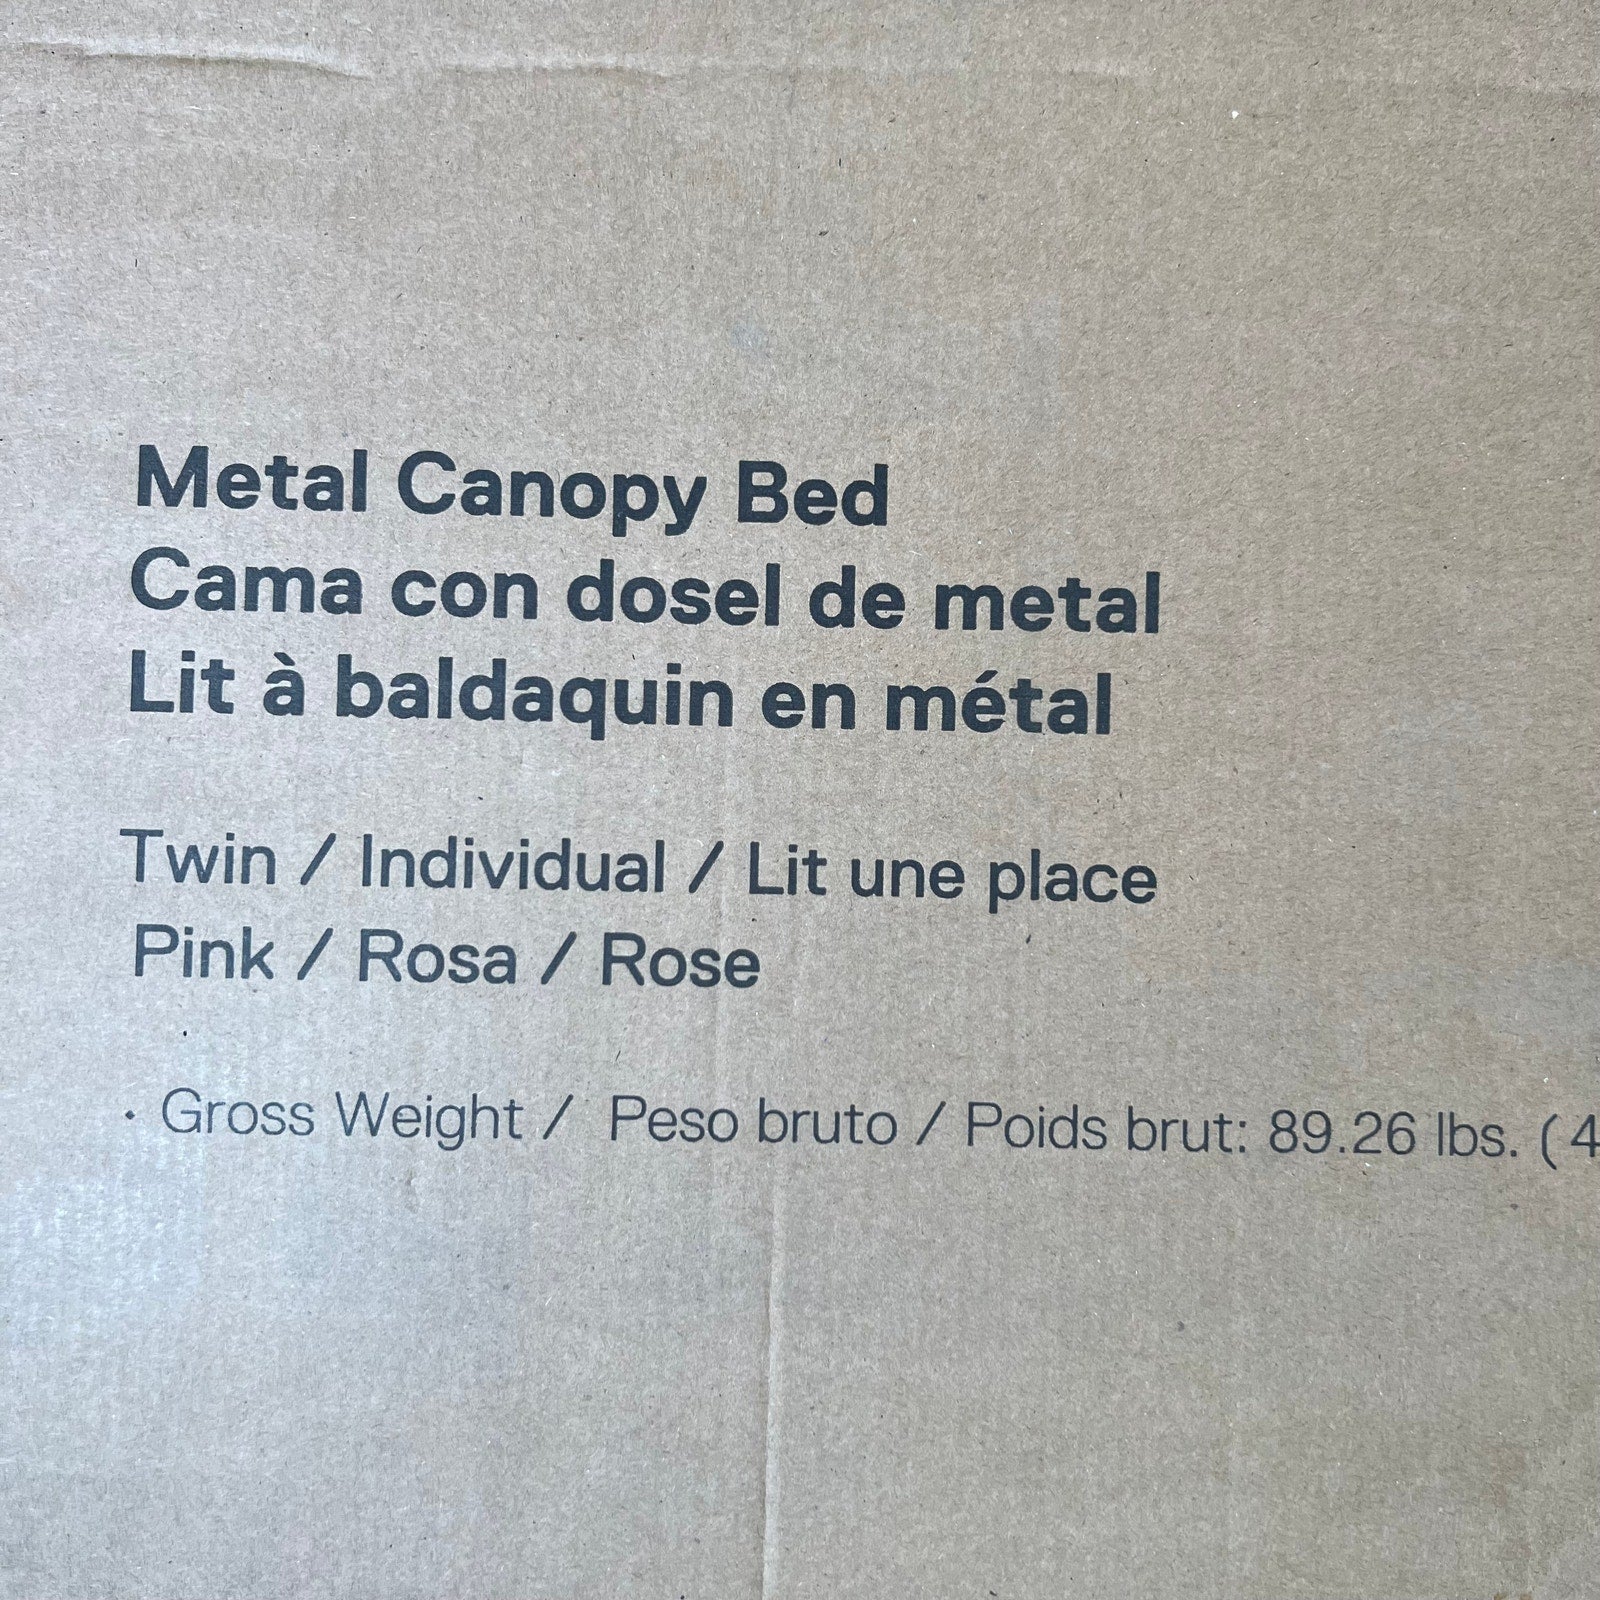 Metal Canopy Bed
Cama con dosel de metal
Lit à baldaquin en métal
Twin / Individual / Lit une place
Pink / Rosa / Rose
· Gross Weight / Peso bruto / Poids brut: 89.26 lbs. ( 4